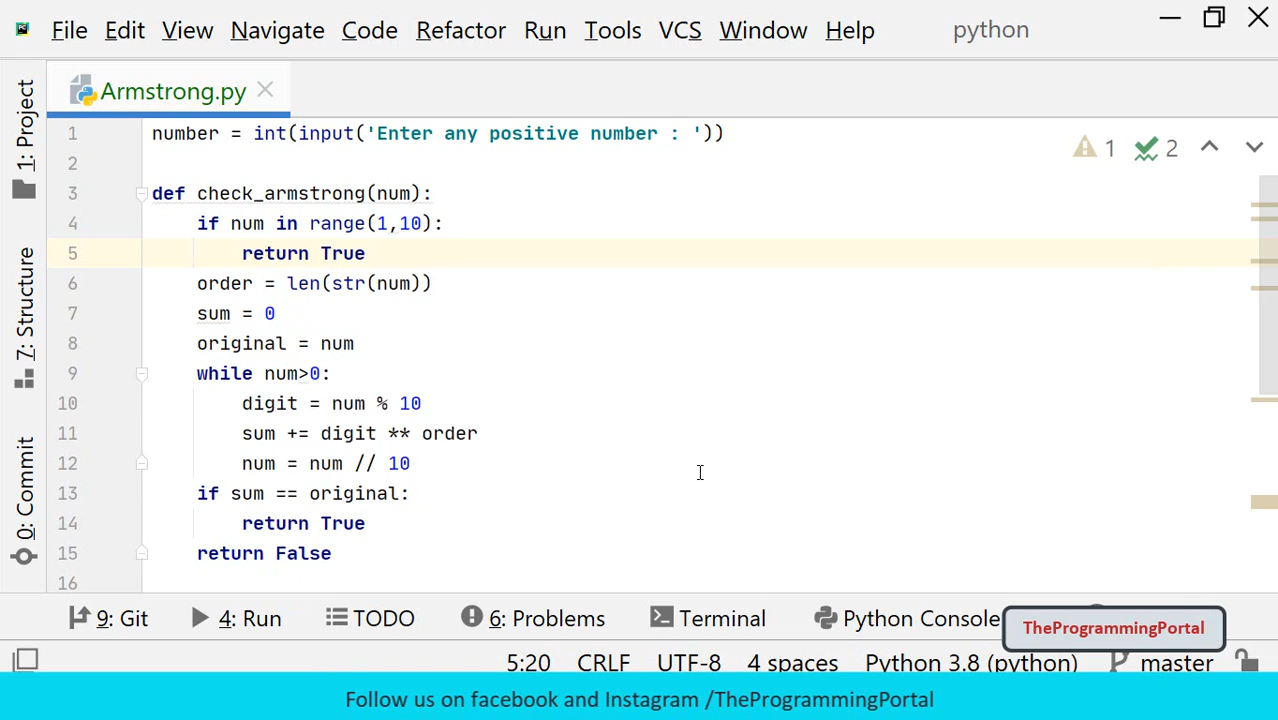 File Edit View Navigate Code Refactor Run Tools VCS Window Help python
Armstrong.py
1: Project
7: Structure
0: Commit
1 2
1 number = int(input('Enter any positive number : '))
2
3 def check_armstrong(num):
4 if num in range(1,10):
5 return True
6 order = len(str(num))
7 sum = 0
8 original = num
9 while num>0:
10 digit = num % 10
11 sum += digit ** order
12 num = num // 10
13 if sum == original:
14 return True
15 return False
16
9: Git 4: Run TODO 6: Problems Terminal Python Console
TheProgrammingPortal
5:20 CRLF UTF-8 4 spaces Python 3.8 (python) master
Follow us on facebook and Instagram /TheProgrammingPortal